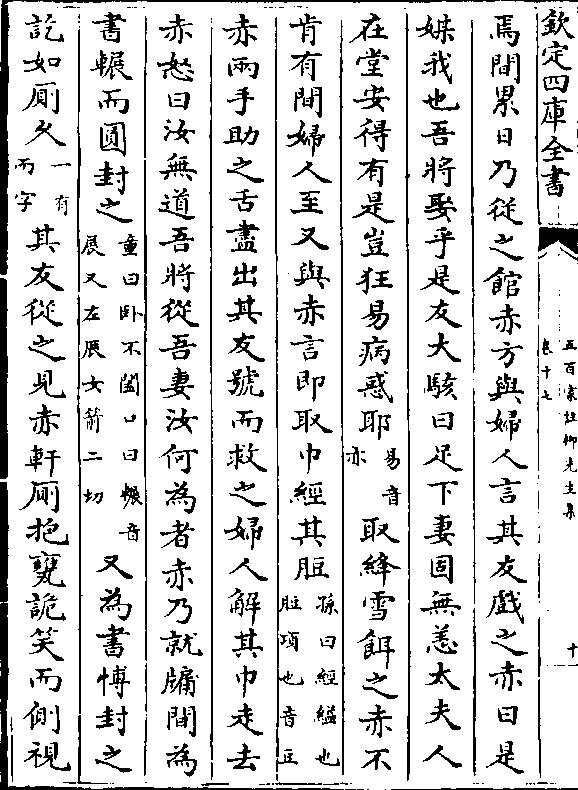 欽定四庫全書
五百家註柳先生集
卷十七
十
焉間累日乃從之館赤方與婦人言其友戲之赤曰是
媒我也吾將娶乎是友大駭曰足下妻固無恙太夫人
在堂安得有是豈狂易病惑耶易音亦取絳雪餌之赤不
肯有間婦人至又與赤言即取巾經其脰孫曰經縊也脰項也音豆
赤兩手助之舌盡出其友號而救之婦人解其巾走去
赤怒曰汝無道吾將從吾妻汝何為者赤乃就牖間為
書輾而圓封之童曰卧不闔口曰輾音展又左展女箭二切又為書博封之
訖如厠久一有而字其友從之見赤軒厠抱甕詭笑而側視